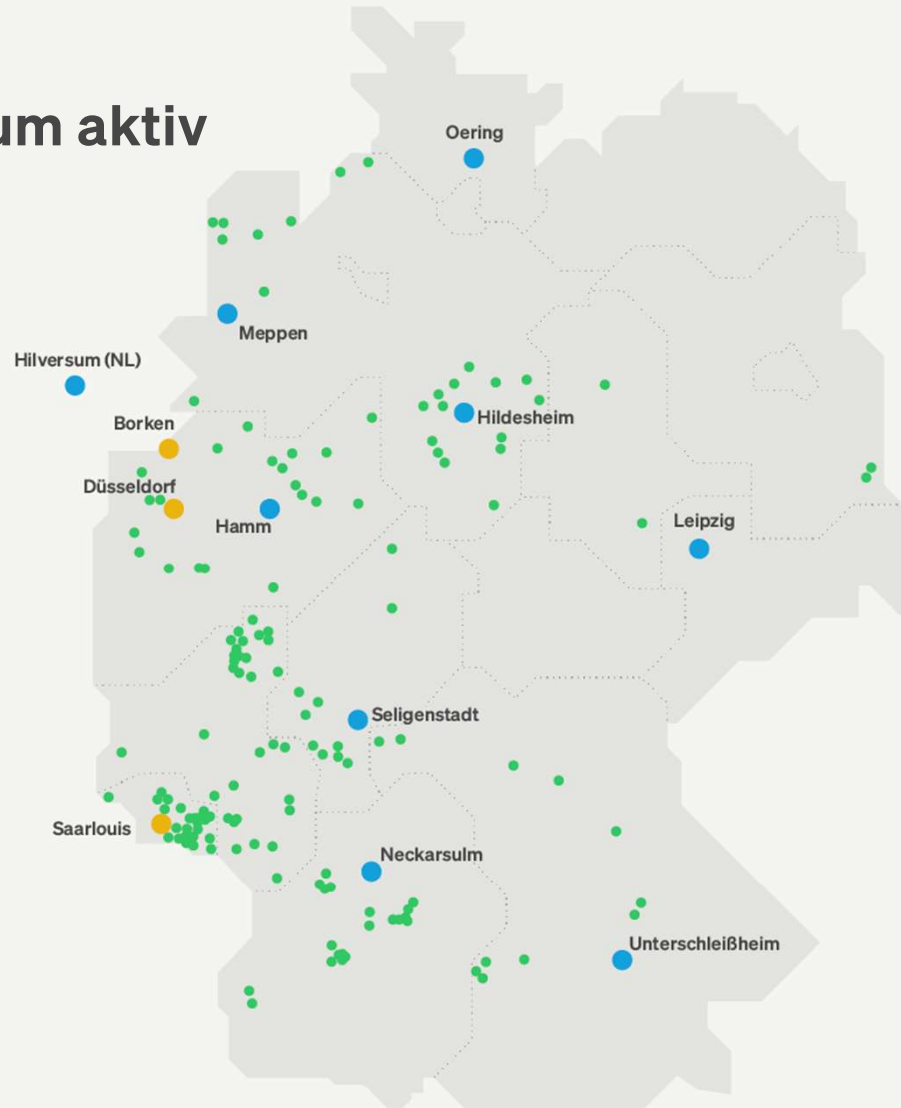 um aktiv
Oering
Meppen
Hilversum (NL)
Borken
Hildesheim
Düsseldorf
Hamm
Leipzig
Seligenstadt
Saarlouis
Neckarsulm
Unterschleißheim